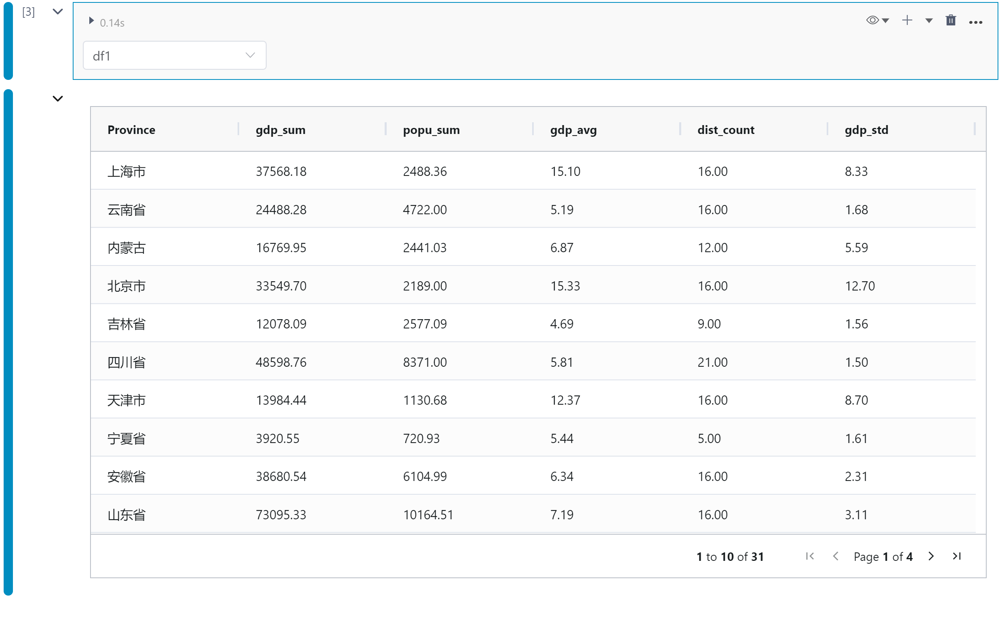 [3]
0.14s
df1
Province gdp_sum popu_sum gdp_avg dist_count gdp_std
上海市 37568.18 2488.36 15.10 16.00 8.33
云南省 24488.28 4722.00 5.19 16.00 1.68
内蒙古 16769.95 2441.03 6.87 12.00 5.59
北京市 33549.70 2189.00 15.33 16.00 12.70
吉林省 12078.09 2577.09 4.69 9.00 1.56
四川省 48598.76 8371.00 5.81 21.00 1.50
天津市 13984.44 1130.68 12.37 16.00 8.70
宁夏省 3920.55 720.93 5.44 5.00 1.61
安徽省 38680.54 6104.99 6.34 16.00 2.31
山东省 73095.33 10164.51 7.19 16.00 3.11
1 to 10 of 31 Page 1 of 4